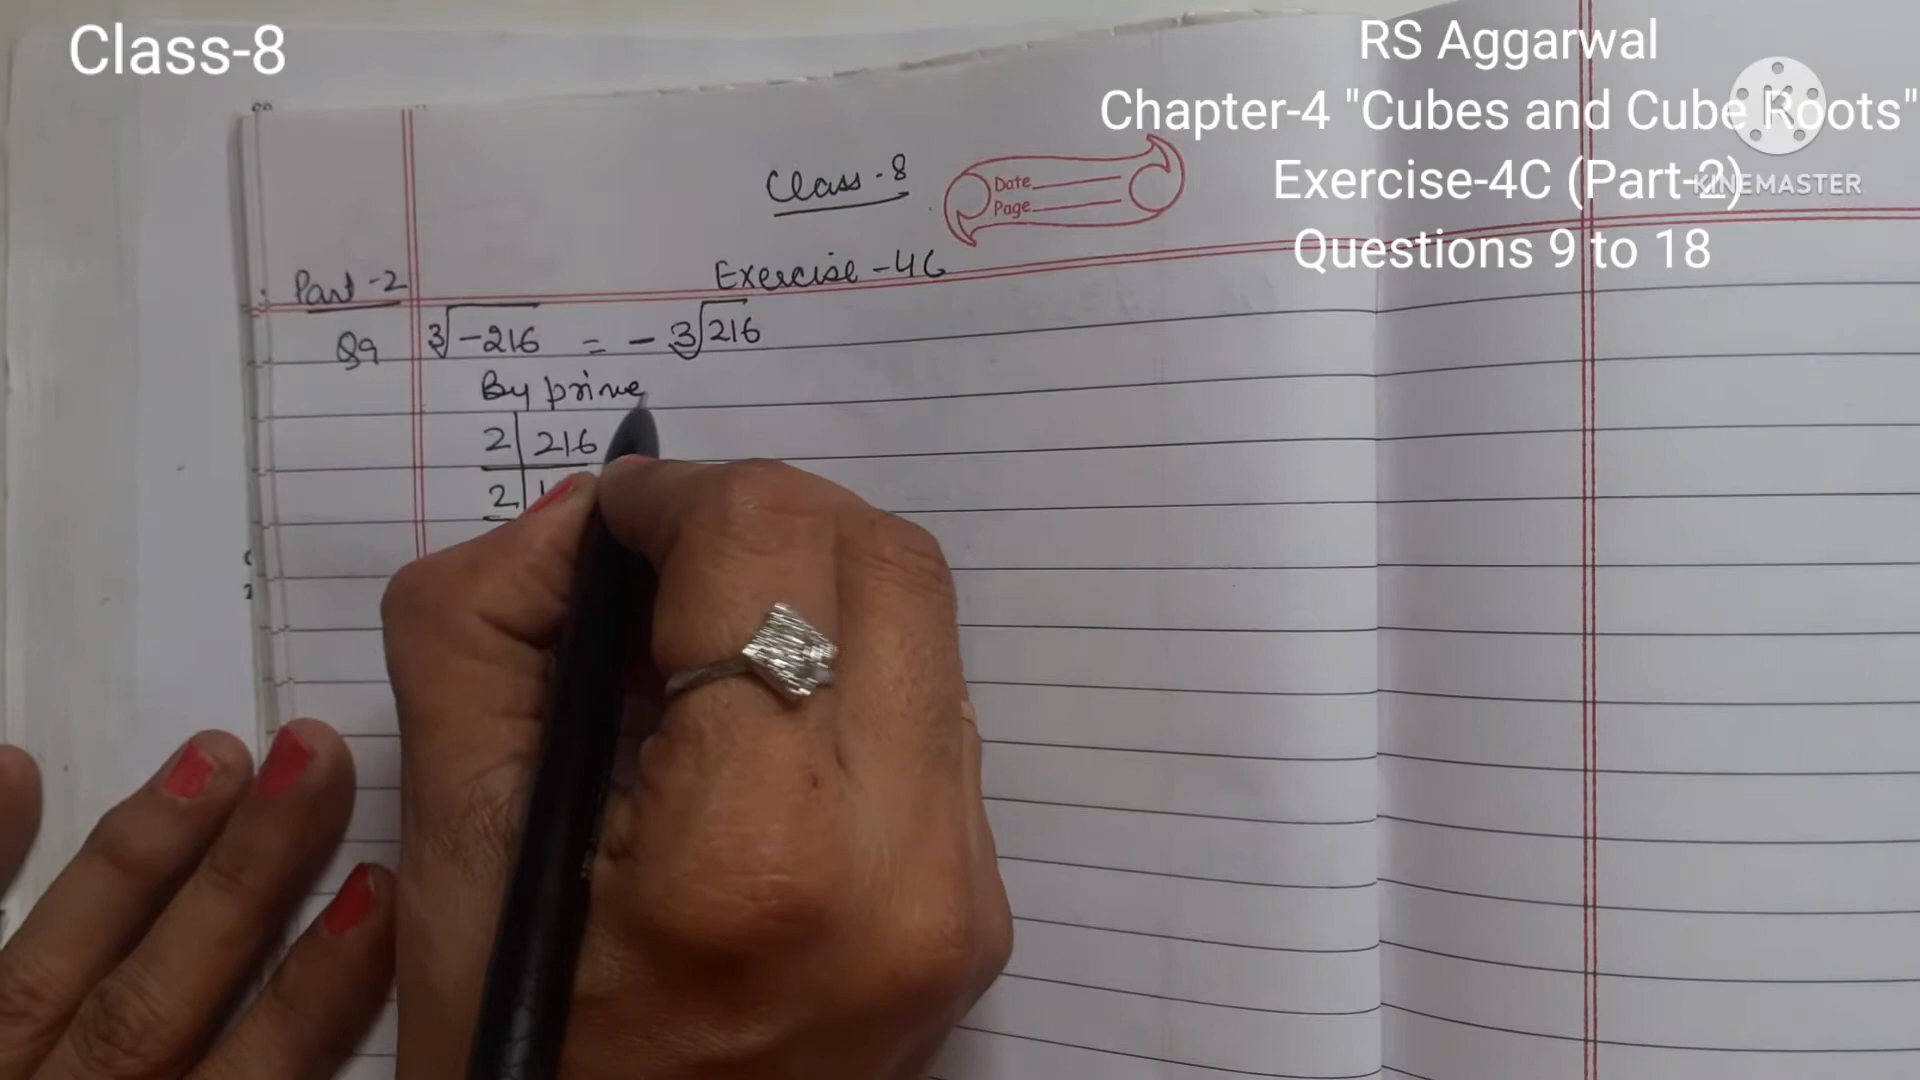 Class-8
RS Aggarwal
Chapter-4 "Cubes and Cube Roots"
Exercise-4C (Part-2)
Questions 9 to 18
KINEMASTER
Class - 8
Date
Page
Part -2
Exercise - 4C
Q9 ∛-216 = - ∛216
By prime
2 | 216
2 | 1